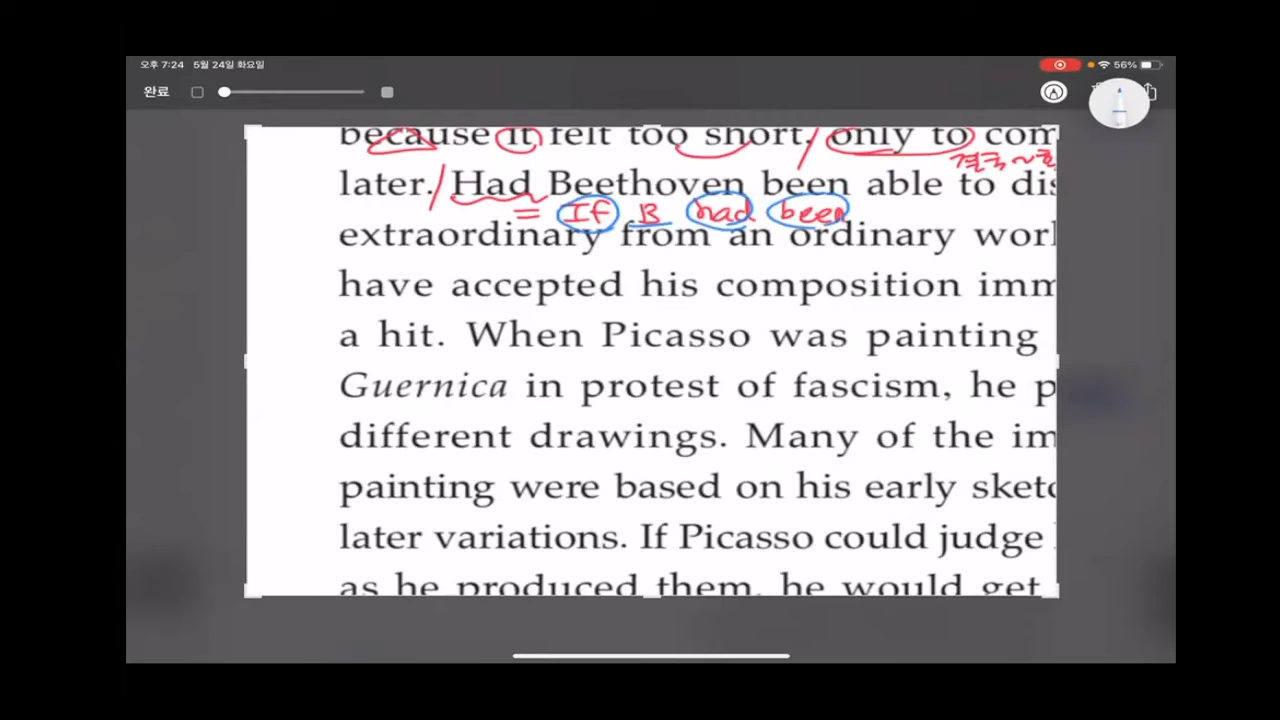 오후 7:24 5월 24일 화요일
56%
완료
because it felt too short, only to com
결국 ~
later. Had Beethoven been able to dis
= If B had been
extraordinary from an ordinary worl
have accepted his composition imm
a hit. When Picasso was painting
Guernica in protest of fascism, he p
different drawings. Many of the im
painting were based on his early sketc
later variations. If Picasso could judge
as he produced them, he would get